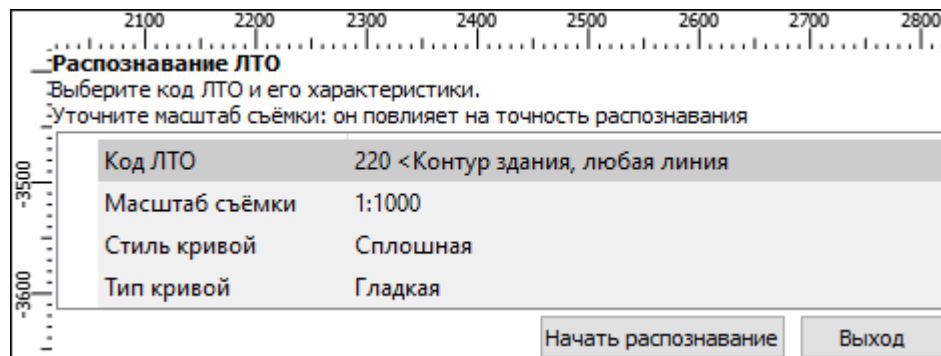 2100 2200 2300 2400 2500 2600 2700 2800
Распознавание ЛТО
Выберите код ЛТО и его характеристики.
Уточните масштаб съёмки: он повлияет на точность распознавания
-3500
Код ЛТО 220 <Контур здания, любая линия
Масштаб съёмки 1:1000
Стиль кривой Сплошная
-3600
Тип кривой Гладкая
Начать распознавание Выход